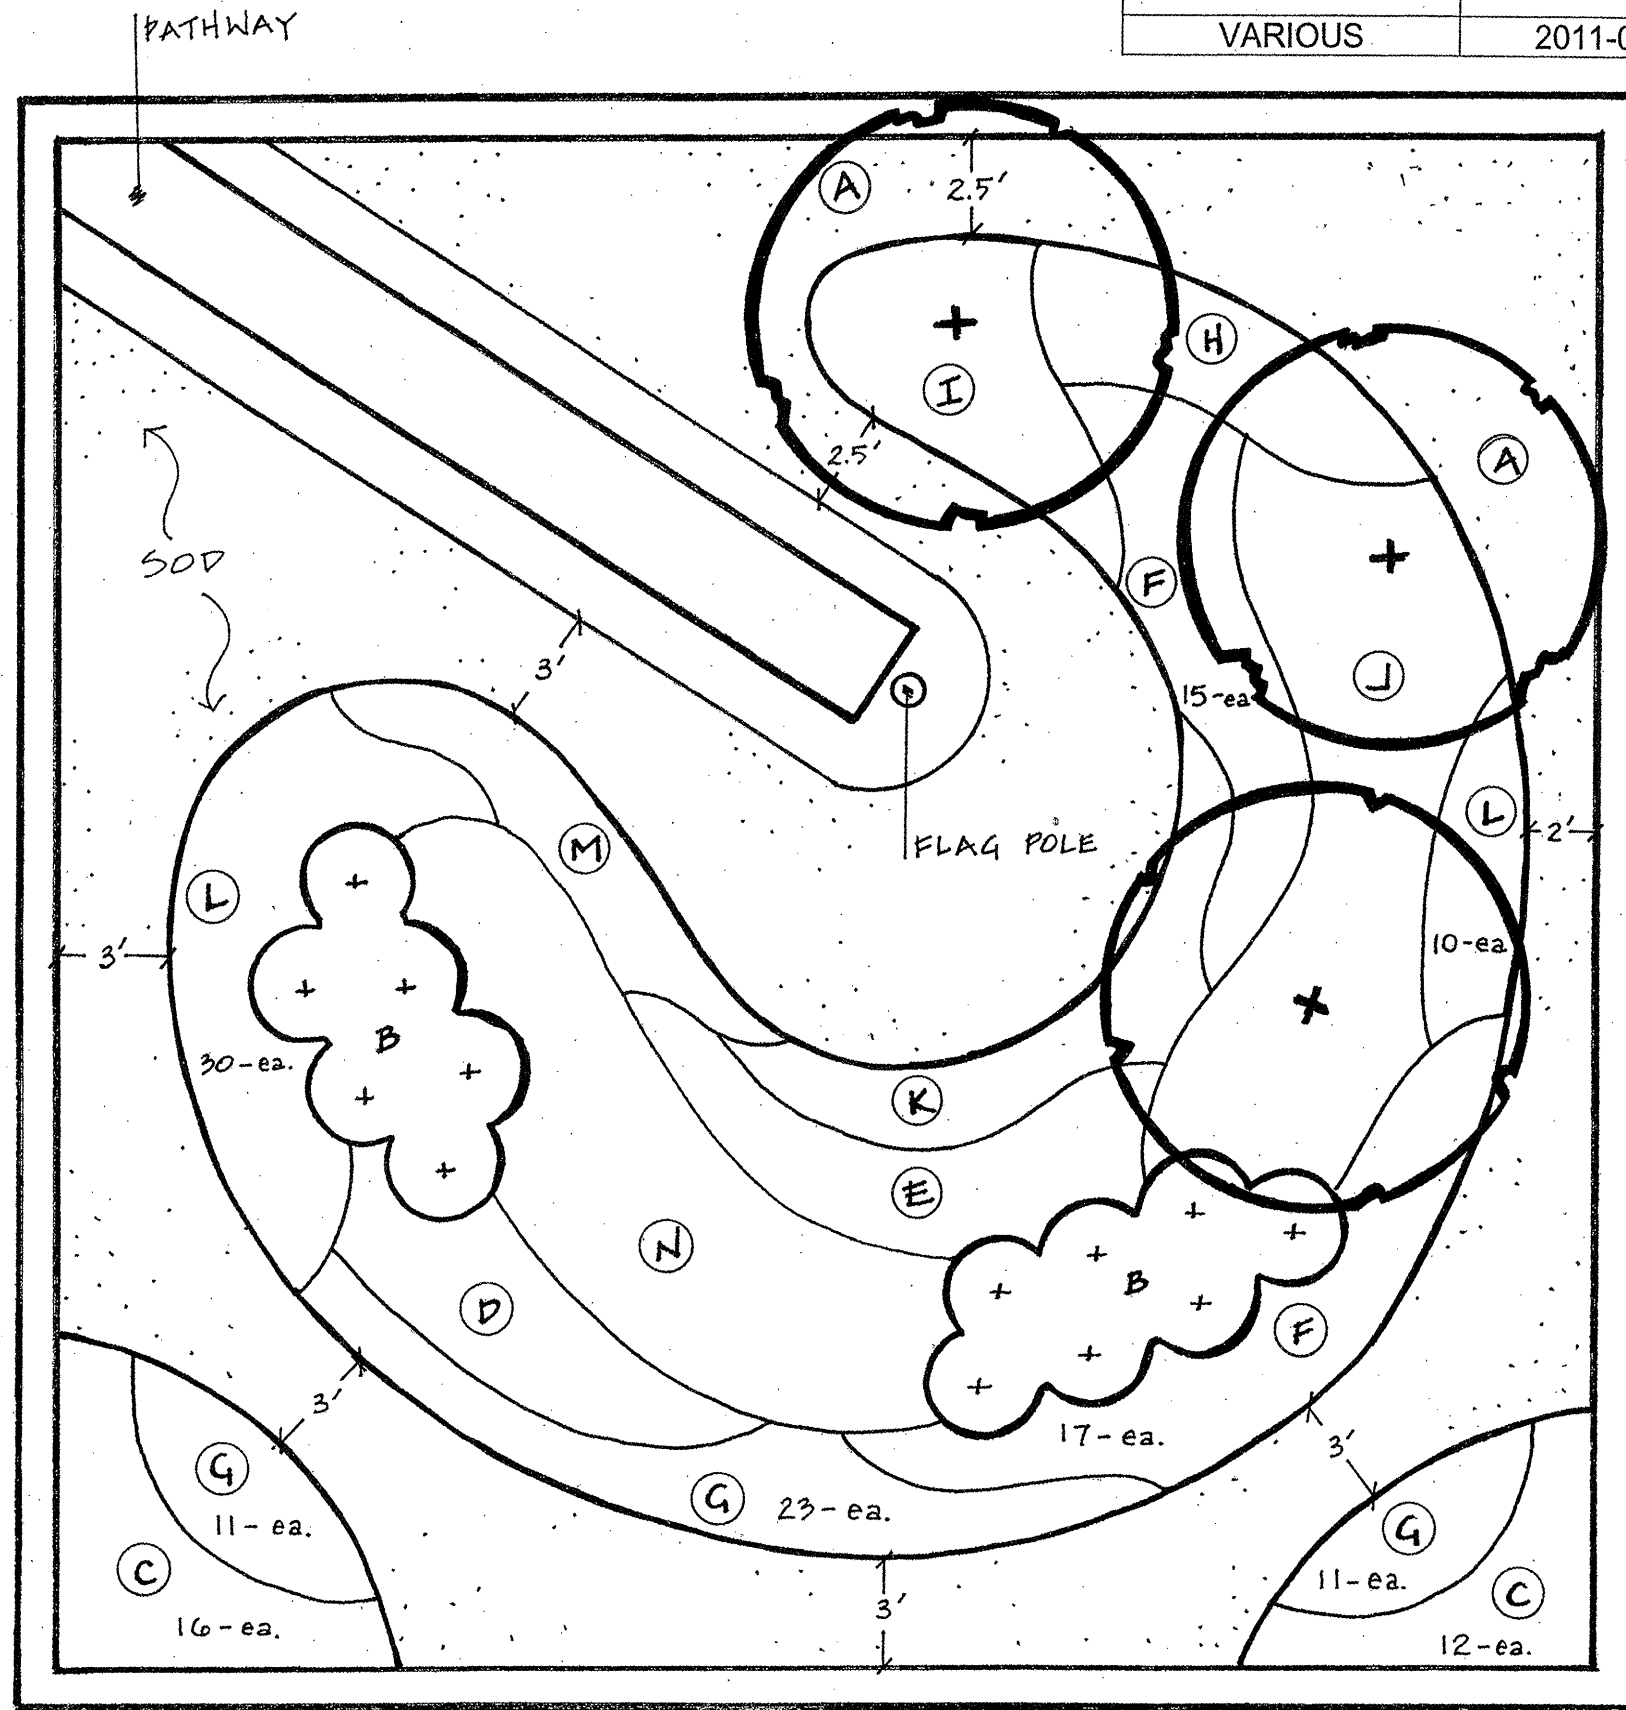 PATHWAY
VARIOUS
2011-0
A
2.5'
H
I
A
2.5'
SOD
F
3'
J
15-ea
L
2'
FLAG POLE
M
L
10-ea
3'
B
30-ea.
K
E
N
B
D
F
3'
17-ea.
3'
G
G
23-ea.
G
11-ea.
C
11-ea.
C
3'
16-ea.
12-ea.